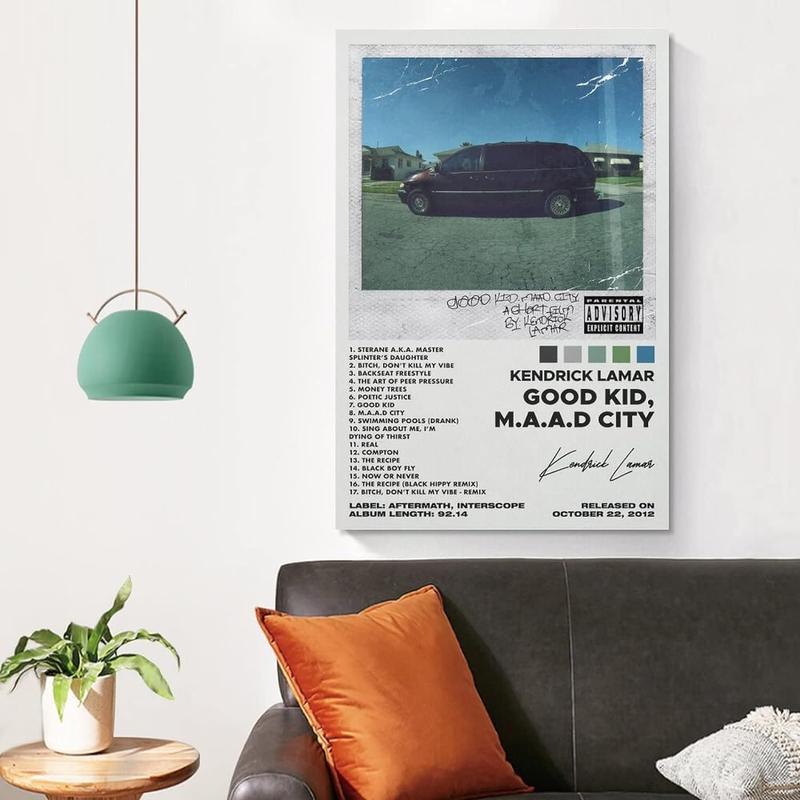 GOOD KID, M.A.A.D CITY
A SHORT FILM
BY KENDRICK
LAMAR
PARENTAL
ADVISORY
EXPLICIT CONTENT
1. STERANE A.K.A. MASTER
SPLINTER'S DAUGHTER
2. BITCH, DON'T KILL MY VIBE
3. BACKSEAT FREESTYLE
4. THE ART OF PEER PRESSURE
5. MONEY TREES
6. POETIC JUSTICE
7. GOOD KID
8. M.A.A.D CITY
9. SWIMMING POOLS (DRANK)
10. SING ABOUT ME, I'M
DYING OF THIRST
11. REAL
12. COMPTON
13. THE RECIPE
14. BLACK BOY FLY
15. NOW OR NEVER
16. THE RECIPE (BLACK HIPPY REMIX)
17. BITCH, DON'T KILL MY VIBE - REMIX
KENDRICK LAMAR
GOOD KID,
M.A.A.D CITY
Kendrick Lamar
LABEL: AFTERMATH, INTERSCOPE
ALBUM LENGTH: 92.14
RELEASED ON
OCTOBER 22, 2012